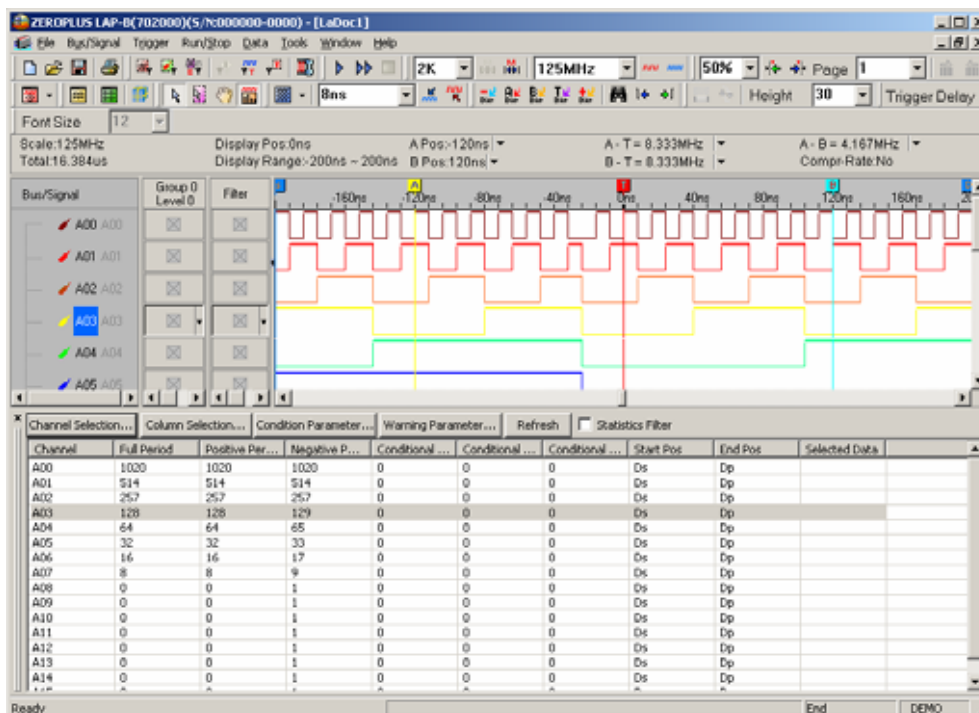 ZEROPLUS LAP-B(702000)(S/N:000000-0000) - [LaDoc1]
File Bus/Signal Trigger Run/Stop Data Tools Window Help
2K 125MHz 50% Page 1
8ns Bar Bar Bar Bar Bar Height 30 Trigger Delay
Font Size 12
Scale:125MHz Display Pos:0ns A Pos:-120ns A - T = 8.333MHz A - B = 4.167MHz
Total:16.384us Display Range:-200ns ~ 200ns B Pos:120ns B - T = 8.333MHz Compr-Rate:No
Bus/Signal Group 0 Level 0 Filter A T B
-160ns -120ns -80ns -40ns 0ns 40ns 80ns 120ns 160ns
A00 A00
A01 A01
A02 A02
A03 A03
A04 A04
A05 A05
Channel Selection... Column Selection... Condition Parameter... Warning Parameter... Refresh Statistics Filter
Channel Full Period Positive Per... Negative P... Conditional ... Conditional ... Conditional ... Start Pos End Pos Selected Data
A00 1020 1020 1020 0 0 0 Ds Dp
A01 514 514 514 0 0 0 Ds Dp
A02 257 257 257 0 0 0 Ds Dp
A03 128 128 129 0 0 0 Ds Dp
A04 64 64 65 0 0 0 Ds Dp
A05 32 32 33 0 0 0 Ds Dp
A06 16 16 17 0 0 0 Ds Dp
A07 8 8 9 0 0 0 Ds Dp
A08 0 0 1 0 0 0 Ds Dp
A09 0 0 1 0 0 0 Ds Dp
A10 0 0 1 0 0 0 Ds Dp
A11 0 0 1 0 0 0 Ds Dp
A12 0 0 1 0 0 0 Ds Dp
A13 0 0 1 0 0 0 Ds Dp
A14 0 0 1 0 0 0 Ds Dp
Ready End DEMO